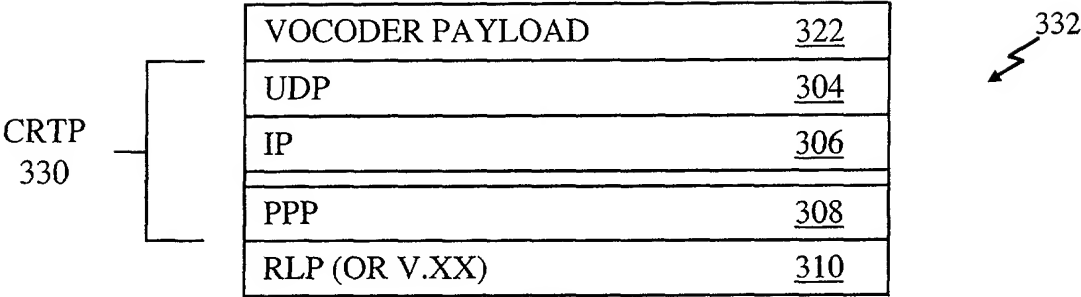 VOCODER PAYLOAD 322
332
UDP 304
CRTP
330
IP 306
PPP 308
RLP (OR V.XX) 310